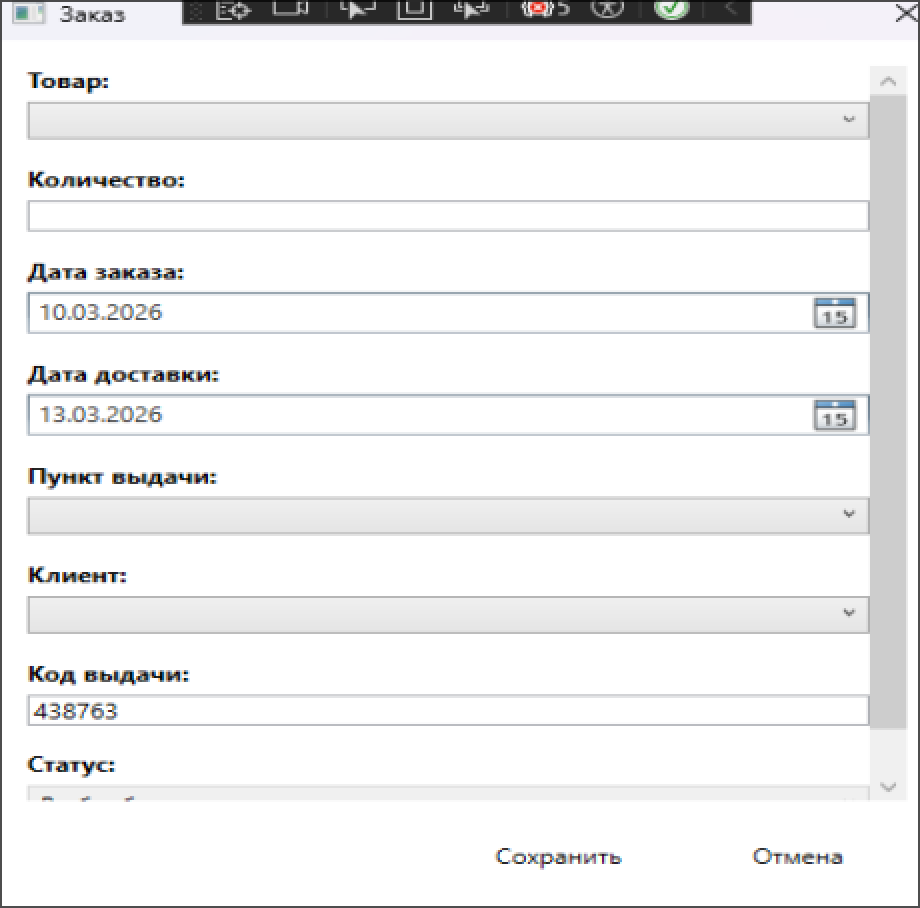 Заказ
5
Товар:
Количество:
Дата заказа:
10.03.2026
15
Дата доставки:
13.03.2026
15
Пункт выдачи:
Клиент:
Код выдачи:
438763
Статус:
Сохранить
Отмена